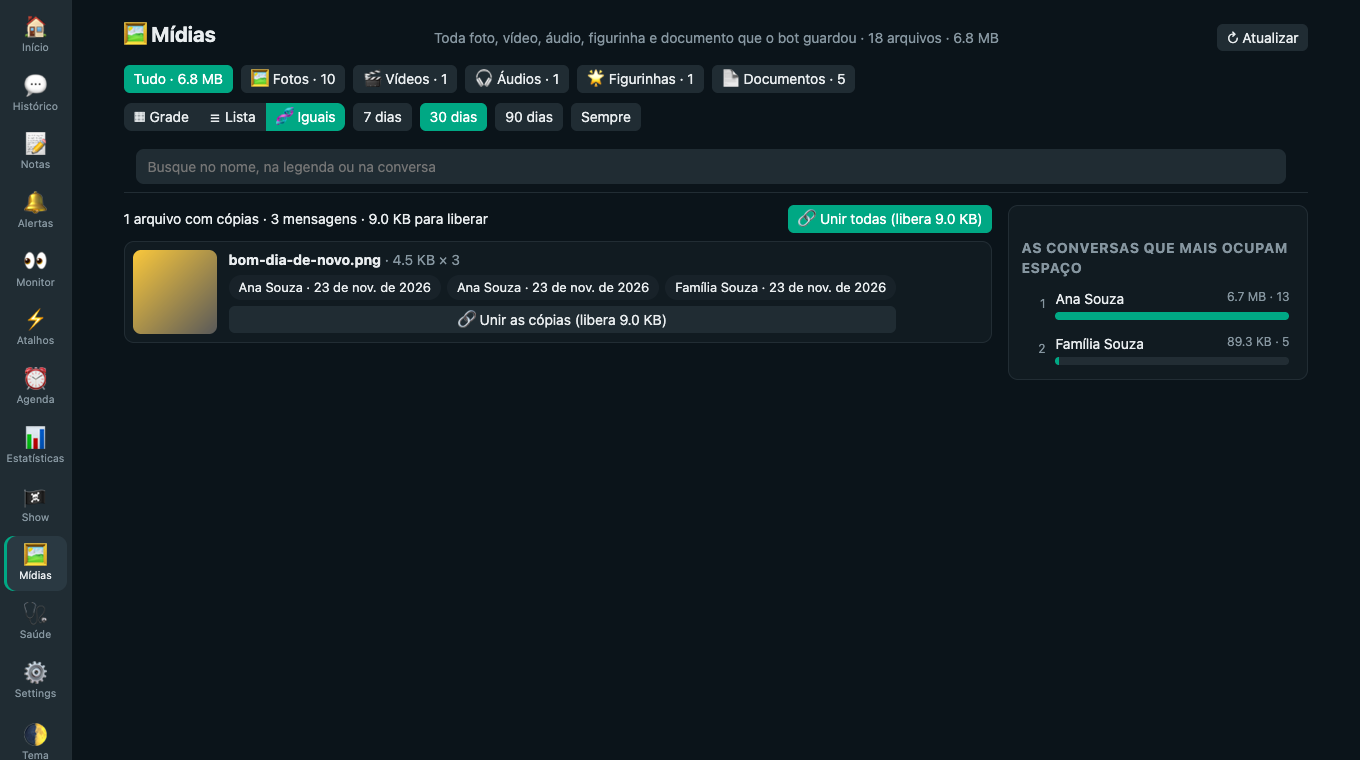 Início
Histórico
Notas
Alertas
Monitor
Atalhos
Agenda
Estatísticas
Show
Mídias
Saúde
Settings
Tema
Mídias
Toda foto, vídeo, áudio, figurinha e documento que o bot guardou · 18 arquivos · 6.8 MB
Atualizar
Tudo · 6.8 MB
Fotos · 10
Vídeos · 1
Áudios · 1
Figurinhas · 1
Documentos · 5
Grade
Lista
Iguais
7 dias
30 dias
90 dias
Sempre
Busque no nome, na legenda ou na conversa
1 arquivo com cópias · 3 mensagens · 9.0 KB para liberar
Unir todas (libera 9.0 KB)
bom-dia-de-novo.png · 4.5 KB × 3
Ana Souza · 23 de nov. de 2026
Ana Souza · 23 de nov. de 2026
Família Souza · 23 de nov. de 2026
Unir as cópias (libera 9.0 KB)
AS CONVERSAS QUE MAIS OCUPAM
ESPAÇO
1 Ana Souza 6.7 MB · 13
2 Família Souza 89.3 KB · 5